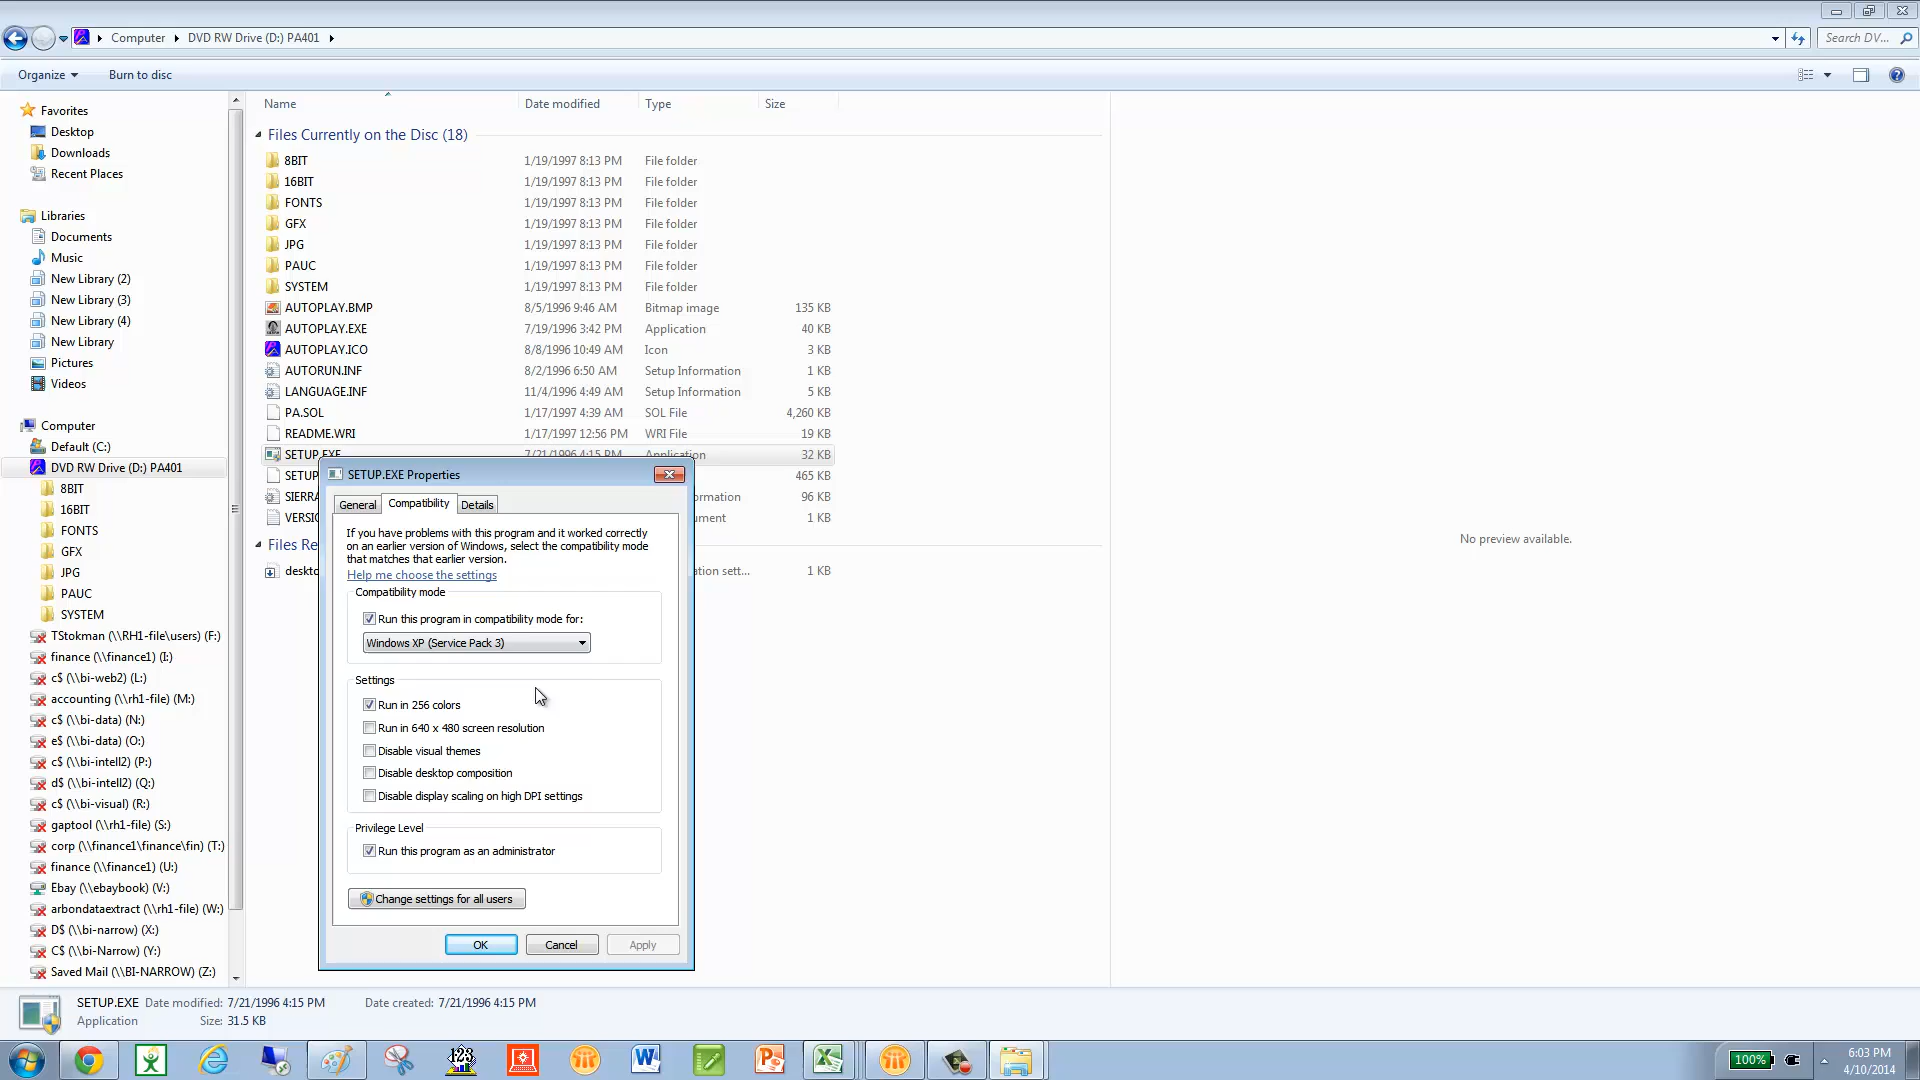 Computer DVD RW Drive (D:) PA401
Search DV...
Organize Burn to disc
Favorites
Desktop
Downloads
Recent Places
Libraries
Documents
Music
New Library (2)
New Library (3)
New Library (4)
New Library
Pictures
Videos
Computer
Default (C:)
DVD RW Drive (D:) PA401
8BIT
16BIT
FONTS
GFX
JPG
PAUC
SYSTEM
TStokman (\\RH1-file\users) (F:)
finance (\\finance1) (I:)
c$ (\\bi-web2) (L:)
accounting (\\rh1-file) (M:)
c$ (\\bi-data) (N:)
e$ (\\bi-data) (O:)
c$ (\\bi-intell2) (P:)
d$ (\\bi-intell2) (Q:)
c$ (\\bi-visual) (R:)
gaptool (\\rh1-file) (S:)
corp (\\finance1\finance\fin) (T:)
finance (\\finance1) (U:)
Ebay (\\ebaybook) (V:)
arbondataextract (\\rh1-file) (W:)
D$ (\\bi-narrow) (X:)
C$ (\\bi-Narrow) (Y:)
Saved Mail (\\BI-NARROW) (Z:)
Name Date modified Type Size
Files Currently on the Disc (18)
8BIT 1/19/1997 8:13 PM File folder
16BIT 1/19/1997 8:13 PM File folder
FONTS 1/19/1997 8:13 PM File folder
GFX 1/19/1997 8:13 PM File folder
JPG 1/19/1997 8:13 PM File folder
PAUC 1/19/1997 8:13 PM File folder
SYSTEM 1/19/1997 8:13 PM File folder
AUTOPLAY.BMP 8/5/1996 9:46 AM Bitmap image 135 KB
AUTOPLAY.EXE 7/19/1996 3:42 PM Application 40 KB
AUTOPLAY.ICO 8/8/1996 10:49 AM Icon 3 KB
AUTORUN.INF 8/2/1996 6:50 AM Setup Information 1 KB
LANGUAGE.INF 11/4/1996 4:49 AM Setup Information 5 KB
PA.SOL 1/17/1997 4:39 AM SOL File 4,260 KB
README.WRI 1/17/1997 12:56 PM WRI File 19 KB
SETUP.EXE 7/21/1996 4:15 PM Application 32 KB
SETUP 465 KB
SIERRA ormation 96 KB
VERSIO ument 1 KB
Files Re
deskto ation sett... 1 KB
SETUP.EXE Properties
General Compatibility Details
If you have problems with this program and it worked correctly
on an earlier version of Windows, select the compatibility mode
that matches that earlier version.
Help me choose the settings
Compatibility mode
Run this program in compatibility mode for:
Windows XP (Service Pack 3)
Settings
Run in 256 colors
Run in 640 x 480 screen resolution
Disable visual themes
Disable desktop composition
Disable display scaling on high DPI settings
Privilege Level
Run this program as an administrator
Change settings for all users
OK Cancel Apply
No preview available.
SETUP.EXE Date modified: 7/21/1996 4:15 PM Date created: 7/21/1996 4:15 PM
Application Size: 31.5 KB
123
100%
6:03 PM
4/10/2014